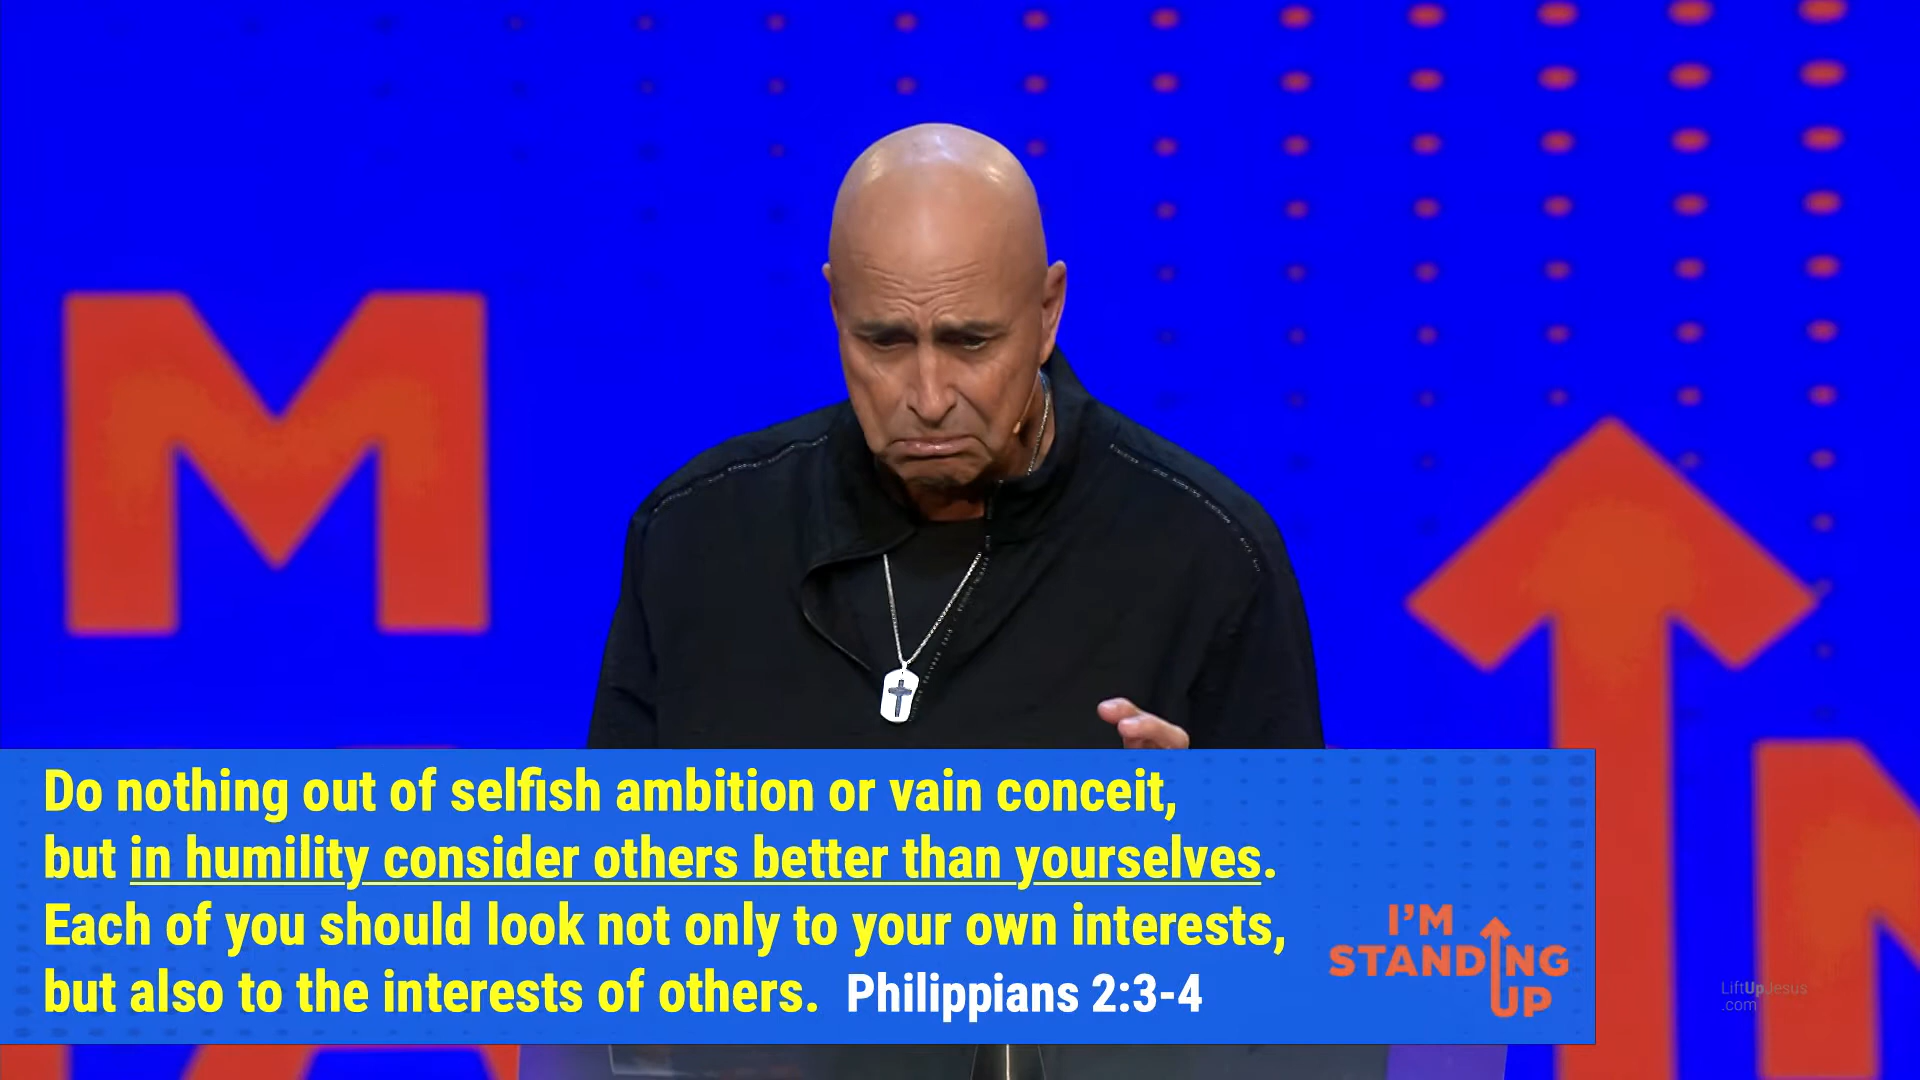 M
Do nothing out of selfish ambition or vain conceit,
but in humility consider others better than yourselves.
Each of you should look not only to your own interests,
but also to the interests of others. Philippians 2:3-4
I'M
STANDING
UP
LiftUpJesus
.com
N